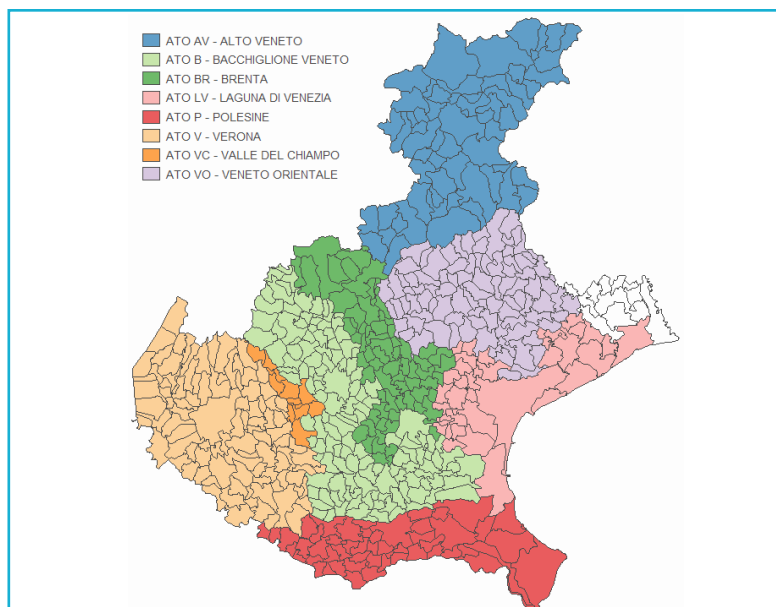 ATO AV - ALTO VENETO
ATO B - BACCHIGLIONE VENETO
ATO BR - BRENTA
ATO LV - LAGUNA DI VENEZIA
ATO P - POLESINE
ATO V - VERONA
ATO VC - VALLE DEL CHIAMPO
ATO VO - VENETO ORIENTALE